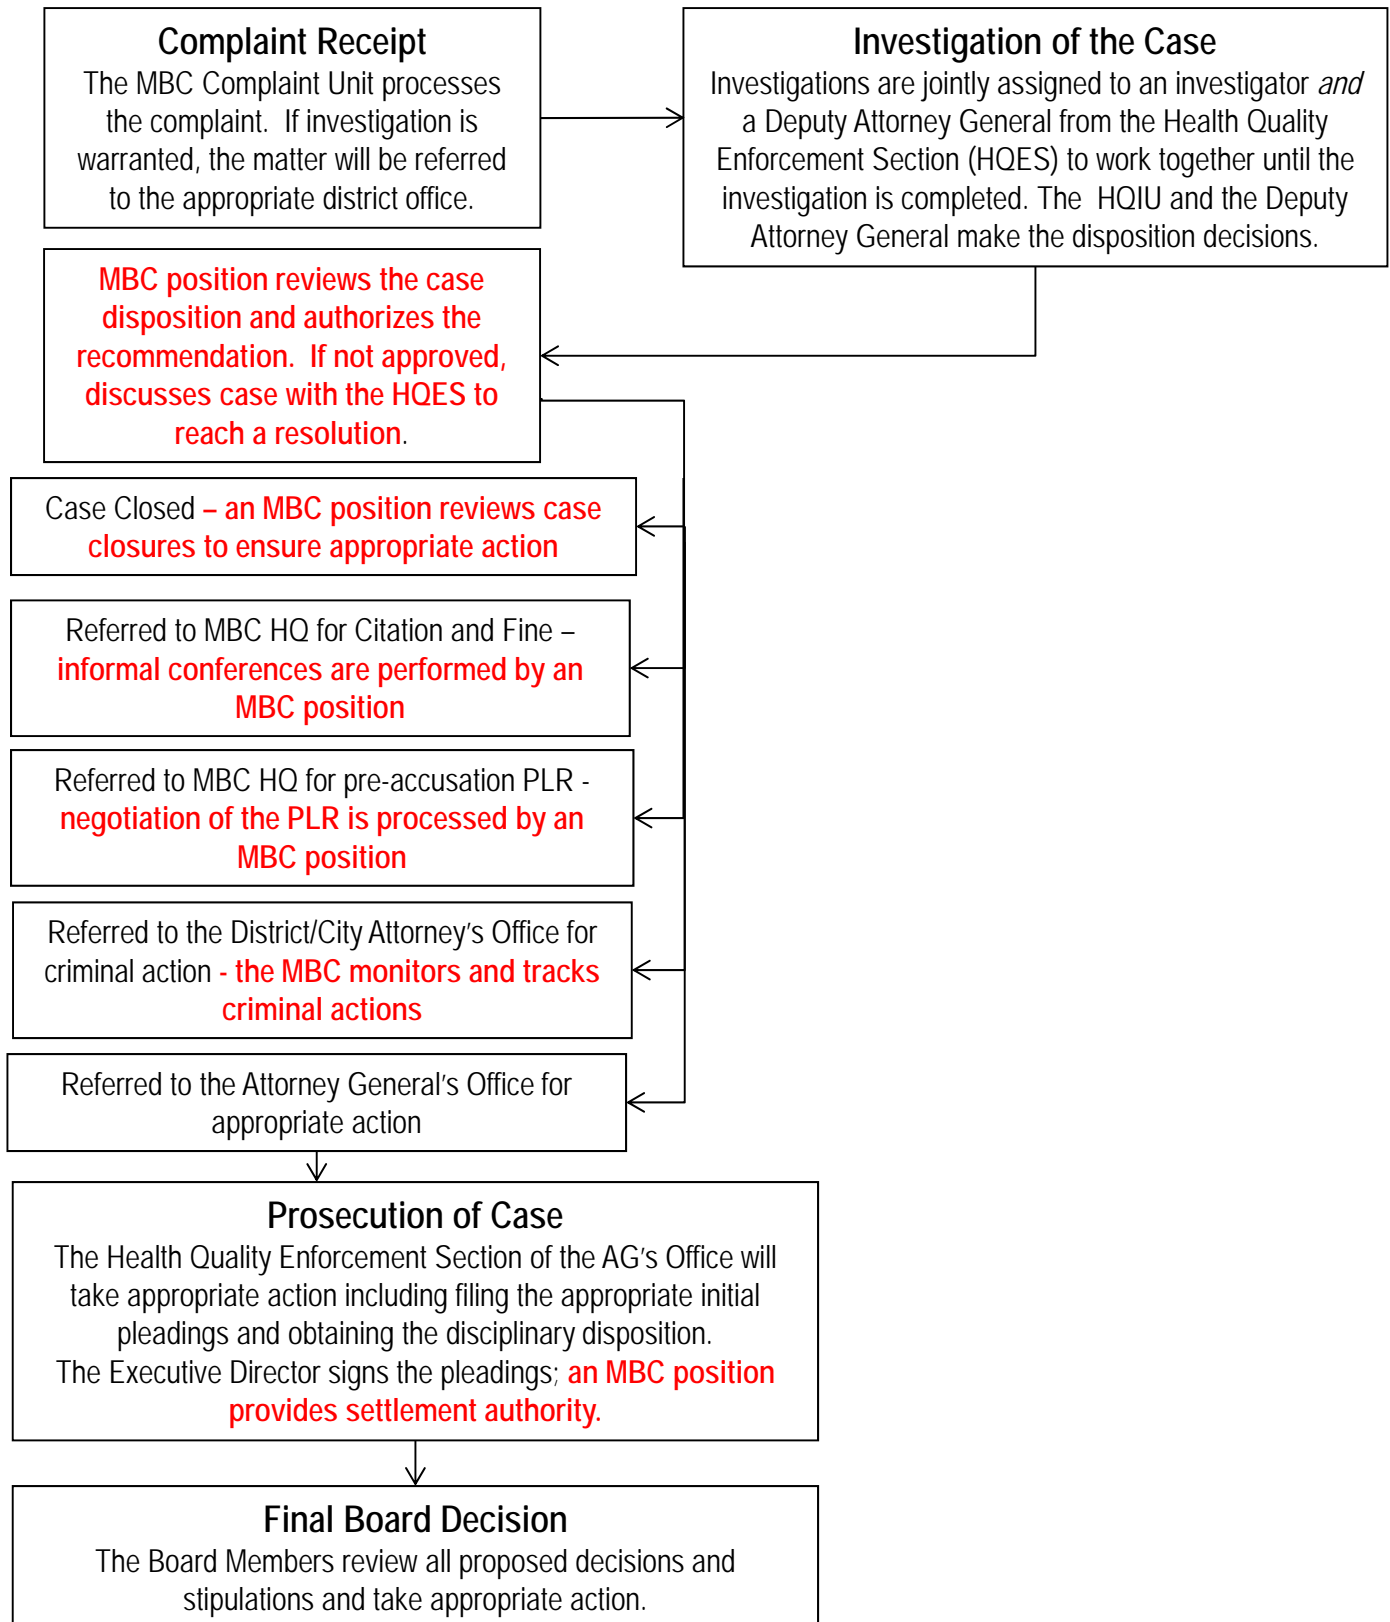 Complaint Receipt
The MBC Complaint Unit processes
the complaint.  If investigation is
warranted, the matter will be referred
to the appropriate district office.
Investigation of the Case
Investigations are jointly assigned to an investigator and
a Deputy Attorney General from the Health Quality
Enforcement Section (HQES) to work together until the
investigation is completed. The  HQIU and the Deputy
Attorney General make the disposition decisions.
MBC position reviews the case
disposition and authorizes the
recommendation.  If not approved,
discusses case with the HQES to
reach a resolution.
Case Closed – an MBC position reviews case
closures to ensure appropriate action
Referred to MBC HQ for Citation and Fine –
informal conferences are performed by an
MBC position
Referred to MBC HQ for pre-accusation PLR -
negotiation of the PLR is processed by an
MBC position
Referred to the District/City Attorney's Office for
criminal action - the MBC monitors and tracks
criminal actions
Referred to the Attorney General's Office for
appropriate action
Prosecution of Case
The Health Quality Enforcement Section of the AG's Office will
take appropriate action including filing the appropriate initial
pleadings and obtaining the disciplinary disposition.
The Executive Director signs the pleadings; an MBC position
provides settlement authority.
Final Board Decision
The Board Members review all proposed decisions and
stipulations and take appropriate action.